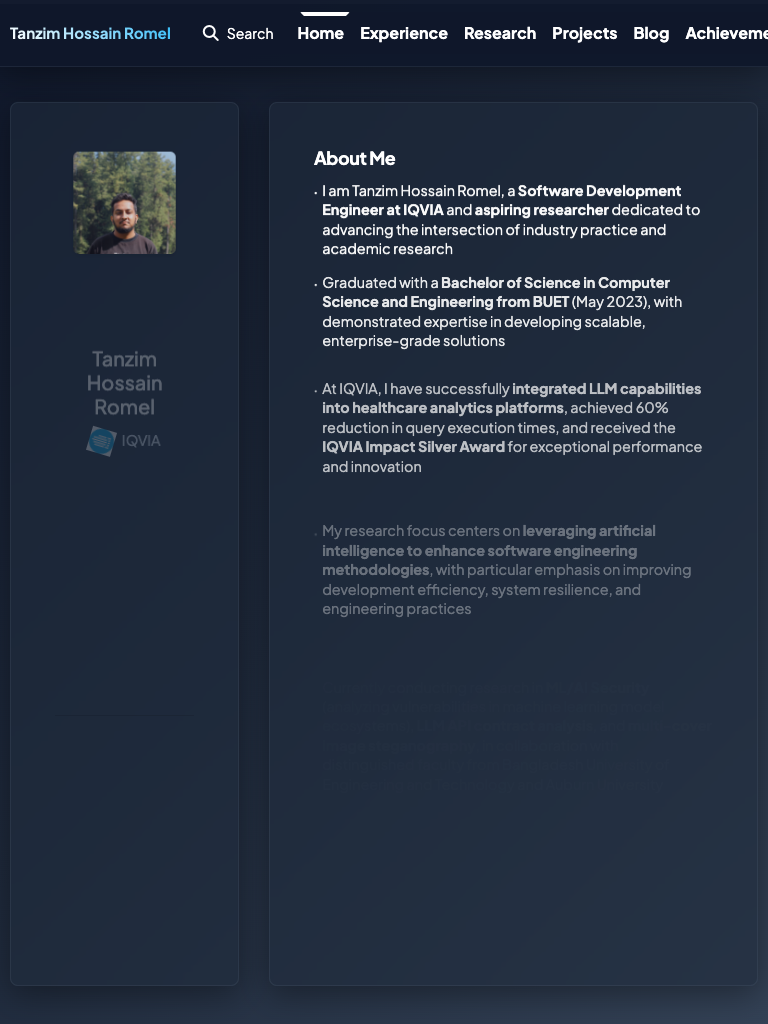 Tanzim Hossain Romel
Search
Home
Experience
Research
Projects
Blog
Achieveme
Tanzim
Hossain
Romel
IQVIA
About Me
· I am Tanzim Hossain Romel, a Software Development
Engineer at IQVIA and aspiring researcher dedicated to
advancing the intersection of industry practice and
academic research
· Graduated with a Bachelor of Science in Computer
Science and Engineering from BUET (May 2023), with
demonstrated expertise in developing scalable,
enterprise-grade solutions
· At IQVIA, I have successfully integrated LLM capabilities
into healthcare analytics platforms, achieved 60%
reduction in query execution times, and received the
IQVIA Impact Silver Award for exceptional performance
and innovation
· My research focus centers on leveraging artificial
intelligence to enhance software engineering
methodologies, with particular emphasis on improving
development efficiency, system resilience, and
engineering practices